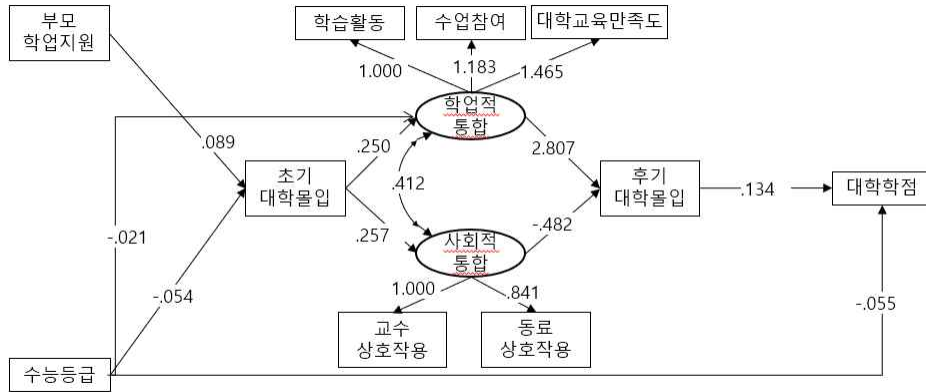 부모
학업지원
학습활동
수업참여
대학교육만족도
1.000
1.183
1.465
학업적
통합
.089
.250
2.807
초기
대학몰입
.412
후기
대학몰입
.134
대학학점
-.021
.257
-.482
사회적
통합
-.054
1.000
.841
-.055
교수
상호작용
동료
상호작용
수능등급